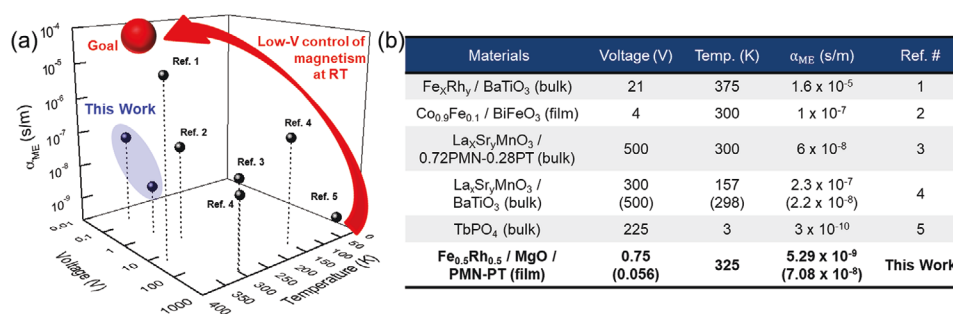 (a)
10⁻⁴
10⁻⁵
10⁻⁶
10⁻⁷
10⁻⁸
10⁻⁹
α_ME (s/m)
Goal
Low-V control of
magnetism
at RT
This Work
Ref. 1
Ref. 2
Ref. 3
Ref. 4
Ref. 4
Ref. 5
0.01
0.1
1
10
100
1000
Voltage (V)
400
350
300
250
200
150
100
50
0
Temperature (K)
(b)
Materials Voltage (V) Temp. (K) α_ME (s/m) Ref. #
Fe_XRh_y / BaTiO₃ (bulk) 21 375 1.6 x 10⁻⁵ 1
Co₀.₉Fe₀.₁ / BiFeO₃ (film) 4 300 1 x 10⁻⁷ 2
La_XSr_yMnO₃ /
0.72PMN-0.28PT (bulk) 500 300 6 x 10⁻⁸ 3
La_XSr_yMnO₃ / 300 157 2.3 x 10⁻⁷
BaTiO₃ (bulk) (500) (298) (2.2 x 10⁻⁸) 4
TbPO₄ (bulk) 225 3 3 x 10⁻¹⁰ 5
Fe₀.₅Rh₀.₅ / MgO / 0.75 5.29 x 10⁻⁹
PMN-PT (film) (0.056) 325 (7.08 x 10⁻⁸) This Work